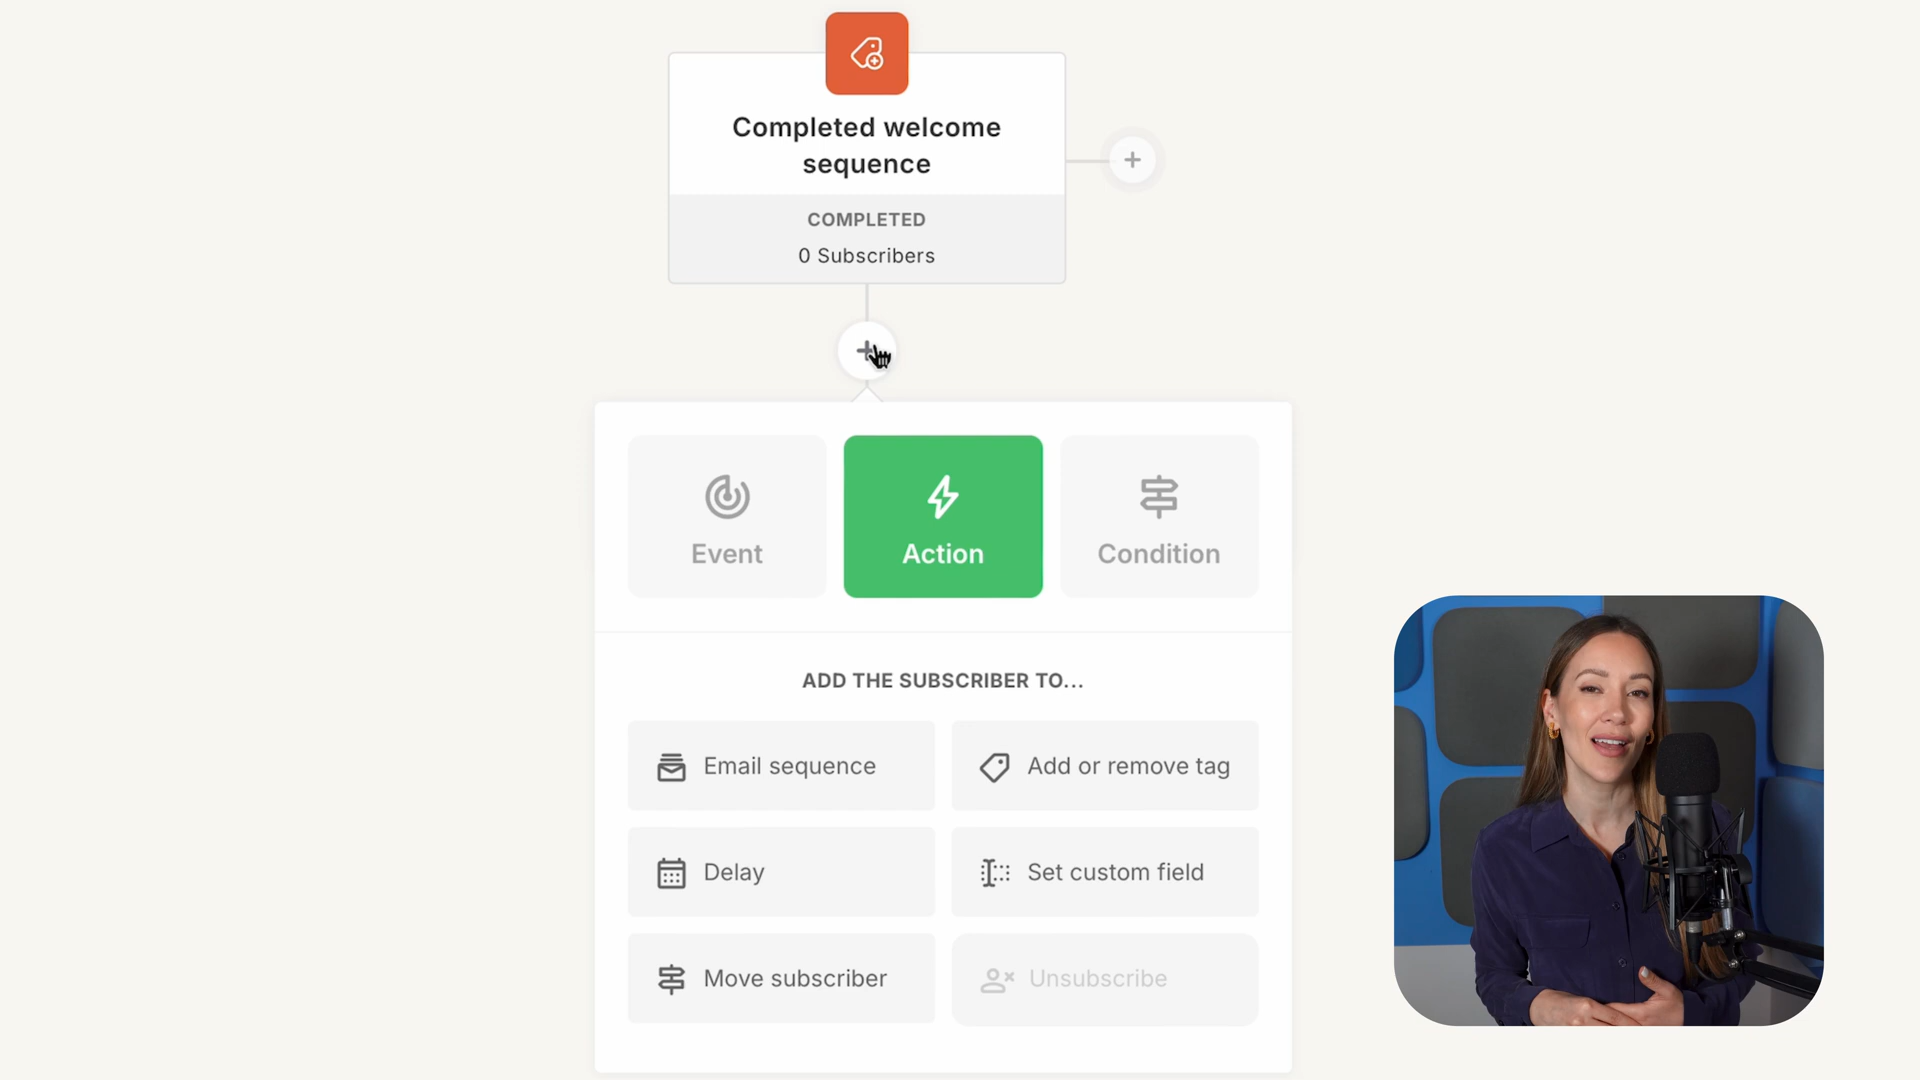 Completed welcome
sequence
COMPLETED
0 Subscribers
Event
Action
Condition
ADD THE SUBSCRIBER TO...
Email sequence
Add or remove tag
Delay
Set custom field
Move subscriber
Unsubscribe